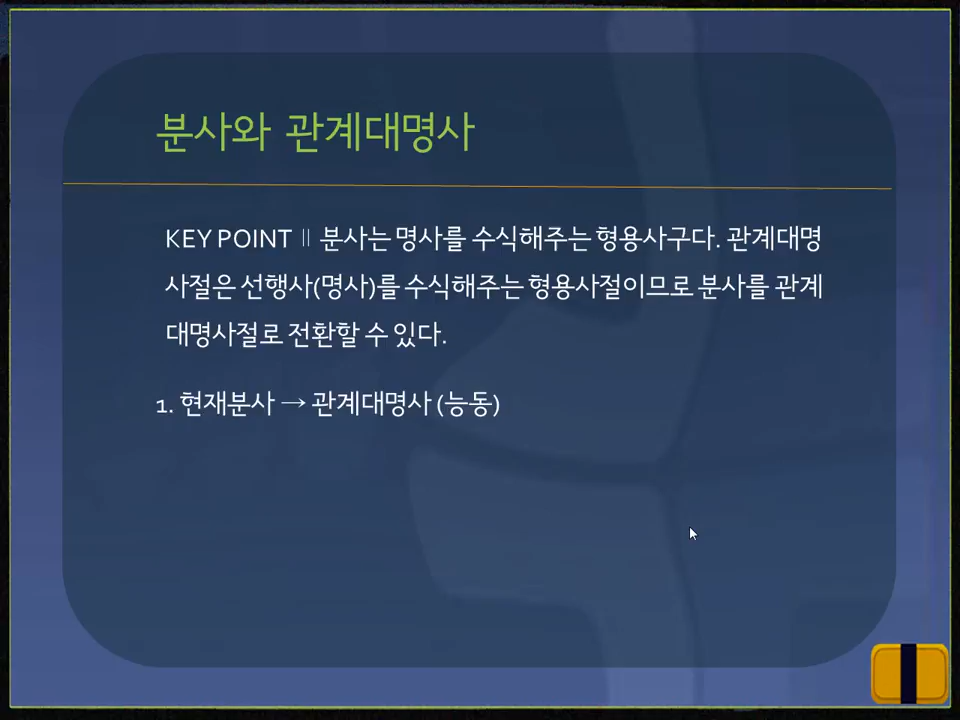 분사와 관계대명사
KEY POINT || 분사는 명사를 수식해주는 형용사구다. 관계대명
사절은 선행사(명사)를 수식해주는 형용사절이므로 분사를 관계
대명사절로 전환할 수 있다.
1. 현재분사 → 관계대명사 (능동)